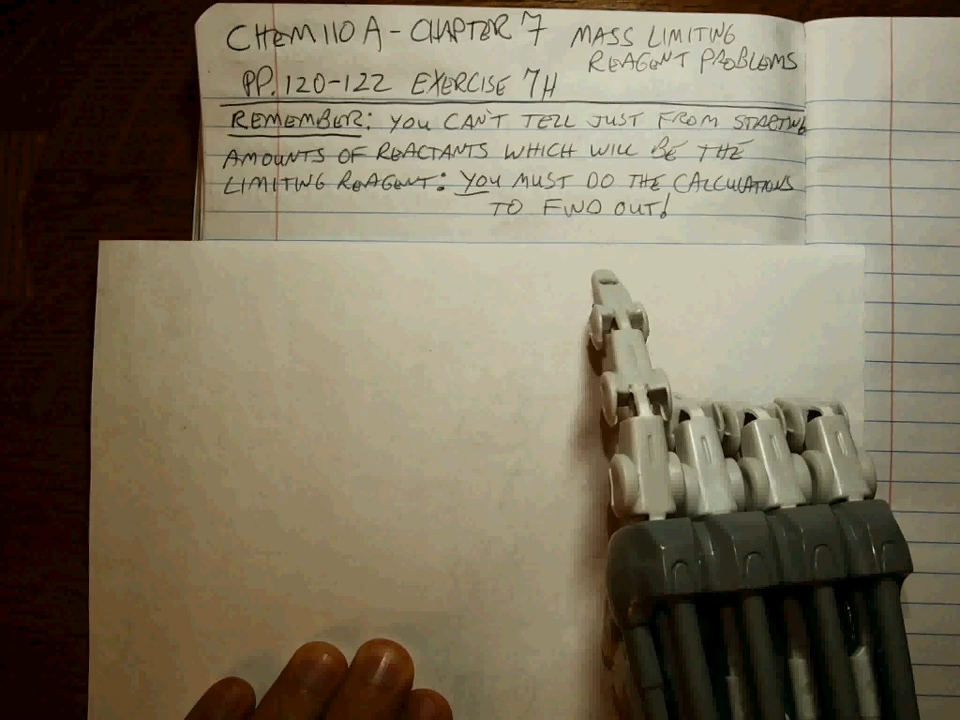 CHEM 110 A - CHAPTER 7 MASS LIMITING
REAGENT PROBLEMS
PP. 120-122 EXERCISE 7H
REMEMBER: YOU CAN'T TELL JUST FROM STARTING
AMOUNTS OF REACTANTS WHICH WILL BE THE
LIMITING REAGENT: YOU MUST DO THE CALCULATIONS
TO FIND OUT!